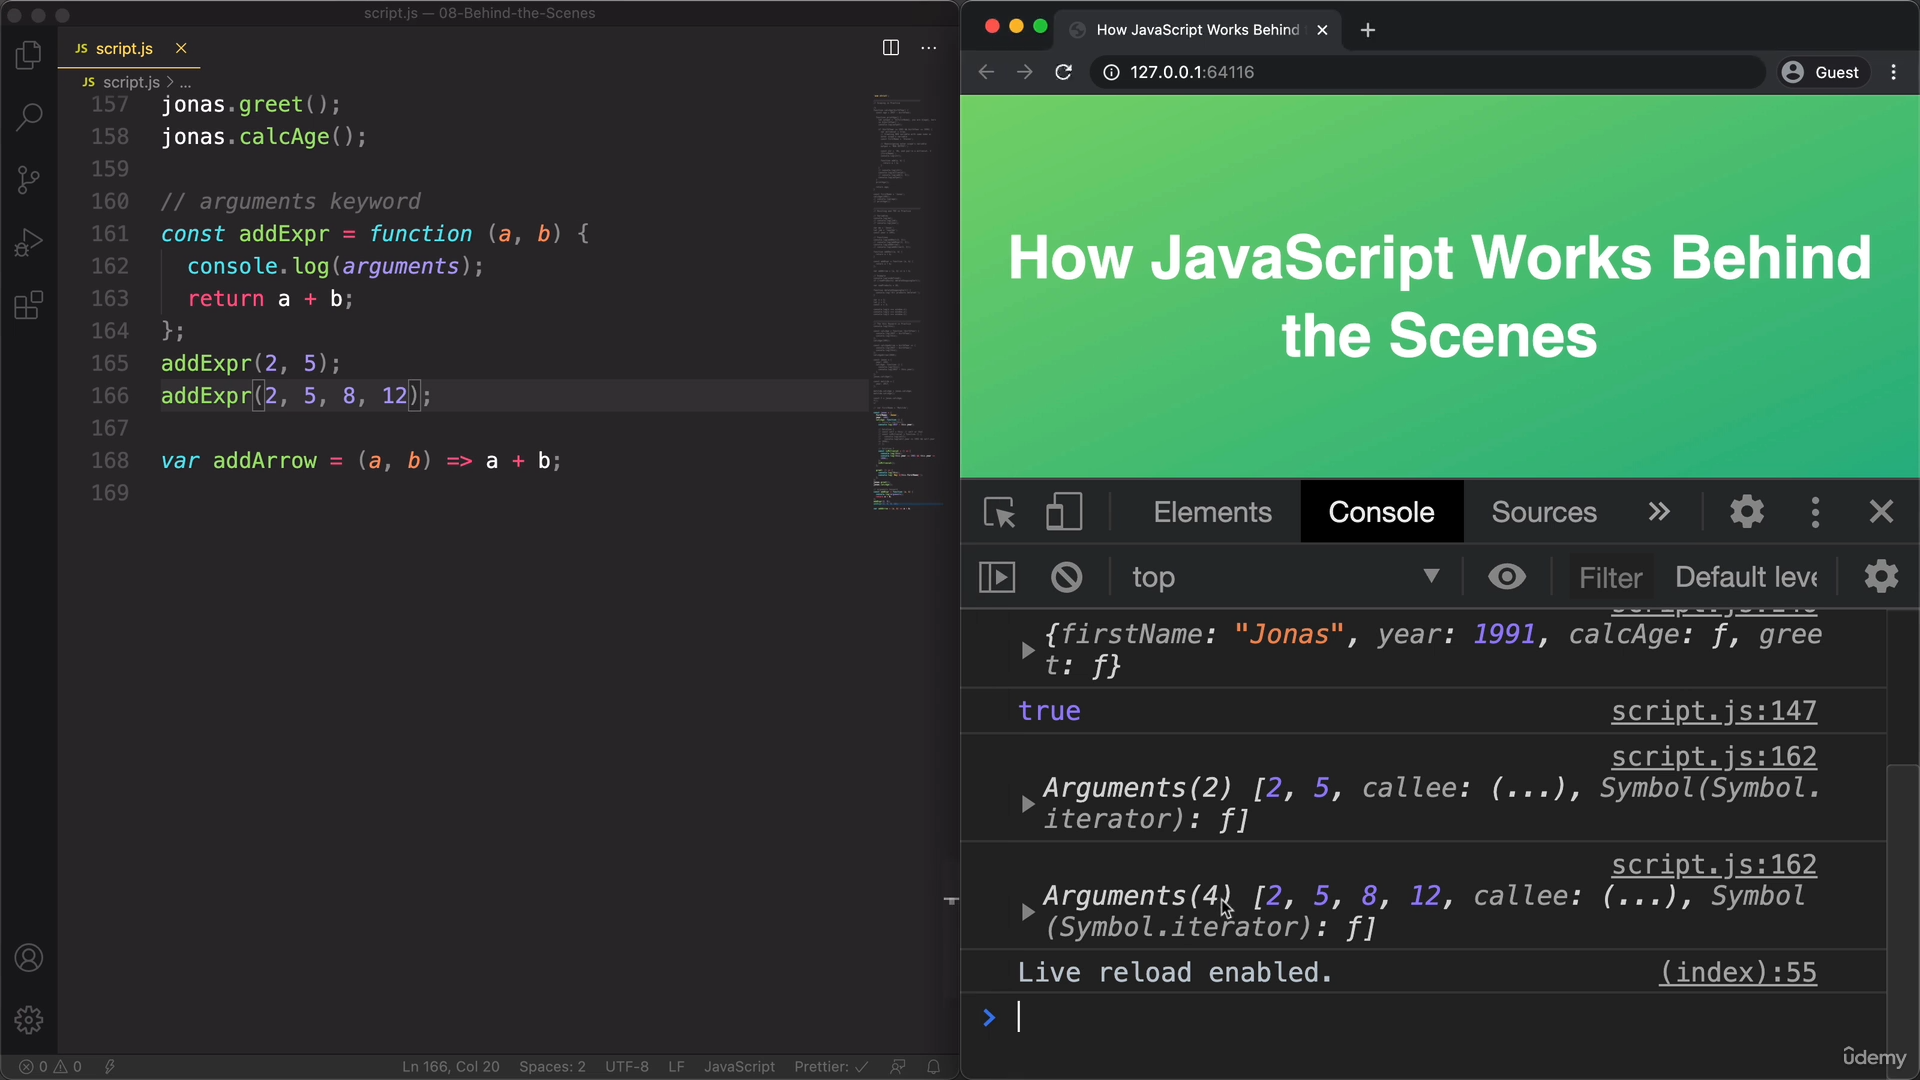 script.js — 08-Behind-the-Scenes
JS script.js
JS script.js > ...
157 jonas.greet();
158 jonas.calcAge();
159
160 // arguments keyword
161 const addExpr = function (a, b) {
162 console.log(arguments);
163 return a + b;
164 };
165 addExpr(2, 5);
166 addExpr(2, 5, 8, 12);
167
168 var addArrow = (a, b) => a + b;
169
0 0
Ln 166, Col 20 Spaces: 2 UTF-8 LF JavaScript Prettier: ✓
How JavaScript Works Behind
127.0.0.1:64116
Guest
How JavaScript Works Behind
the Scenes
Elements Console Sources
top Filter Default leve
{firstName: "Jonas", year: 1991, calcAge: ƒ, gree
t: ƒ}
true script.js:147
script.js:162
Arguments(2) [2, 5, callee: (...), Symbol(Symbol.
iterator): ƒ]
script.js:162
Arguments(4) [2, 5, 8, 12, callee: (...), Symbol
(Symbol.iterator): ƒ]
Live reload enabled. (index):55
>
ûdemy